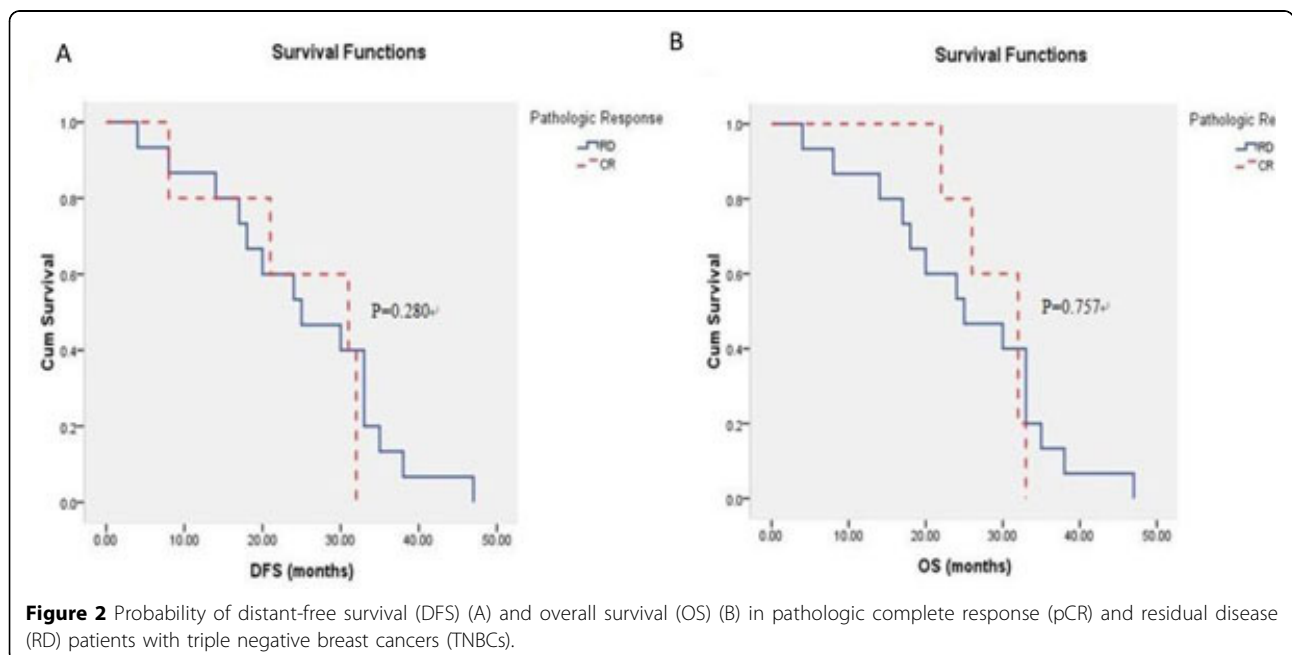 A
Survival Functions
Pathologic Response
RD
CR
Cum Survival
1.0
0.8
0.6
0.4
0.2
0.0
P=0.280
0.00 10.00 20.00 30.00 40.00 50.00
DFS (months)
B
Survival Functions
Pathologic Re
RD
CR
Cum Survival
1.0
0.8
0.6
0.4
0.2
0.0
P=0.757
0.00 10.00 20.00 30.00 40.00 50.00
OS (months)
Figure 2 Probability of distant-free survival (DFS) (A) and overall survival (OS) (B) in pathologic complete response (pCR) and residual disease
(RD) patients with triple negative breast cancers (TNBCs).